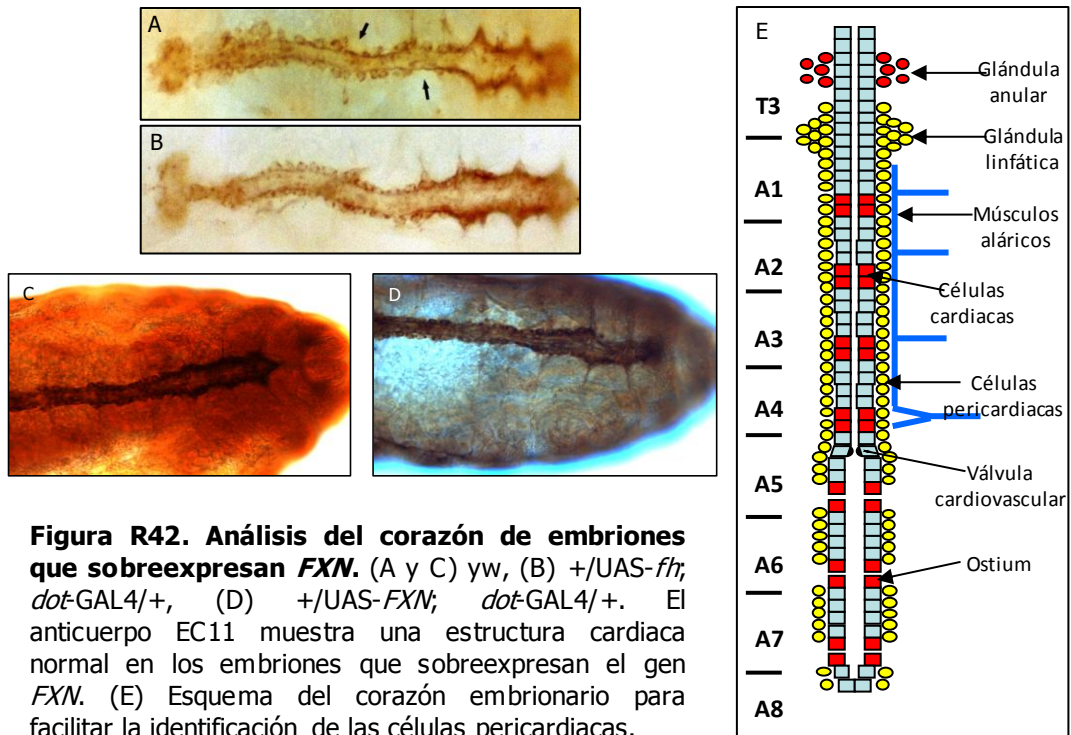 A
B
C
D
Figura R42. Análisis del corazón de embriones
que sobreexpresan FXN. (A y C) yw, (B) +/UAS-fh;
dot-GAL4/+, (D) +/UAS-FXN; dot-GAL4/+. El
anticuerpo EC11 muestra una estructura cardiaca
normal en los embriones que sobreexpresan el gen
FXN. (E) Esquema del corazón embrionario para
facilitar la identificación de las células pericardiacas.
E
T3
A1
A2
A3
A4
A5
A6
A7
A8
Glándula
anular
Glándula
linfática
Músculos
aláricos
Células
cardiacas
Células
pericardiacas
Válvula
cardiovascular
Ostium